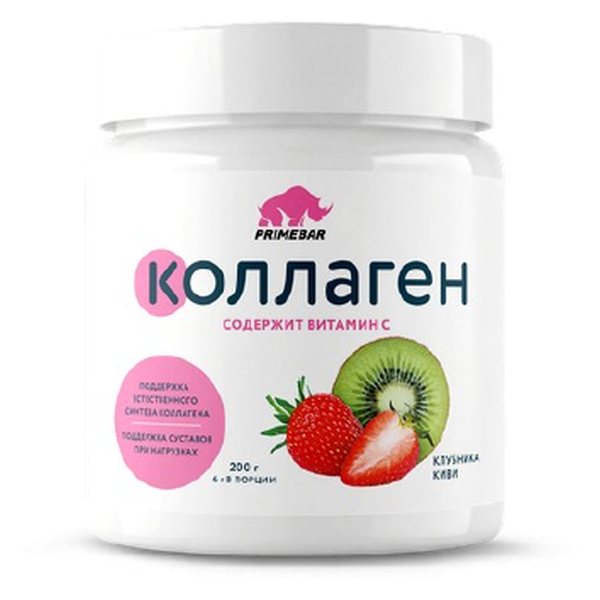 PRIMEBAR
Коллаген
СОДЕРЖИТ ВИТАМИН С
ПОДДЕРЖКА
ЕСТЕСТВЕННОГО
СИНТЕЗА КОЛЛАГЕНА
ПОДДЕРЖКА СУСТАВОВ
ПРИ НАГРУЗКАХ
200 г
ПОРЦИИ
КЛУБНИКА
КИВИ